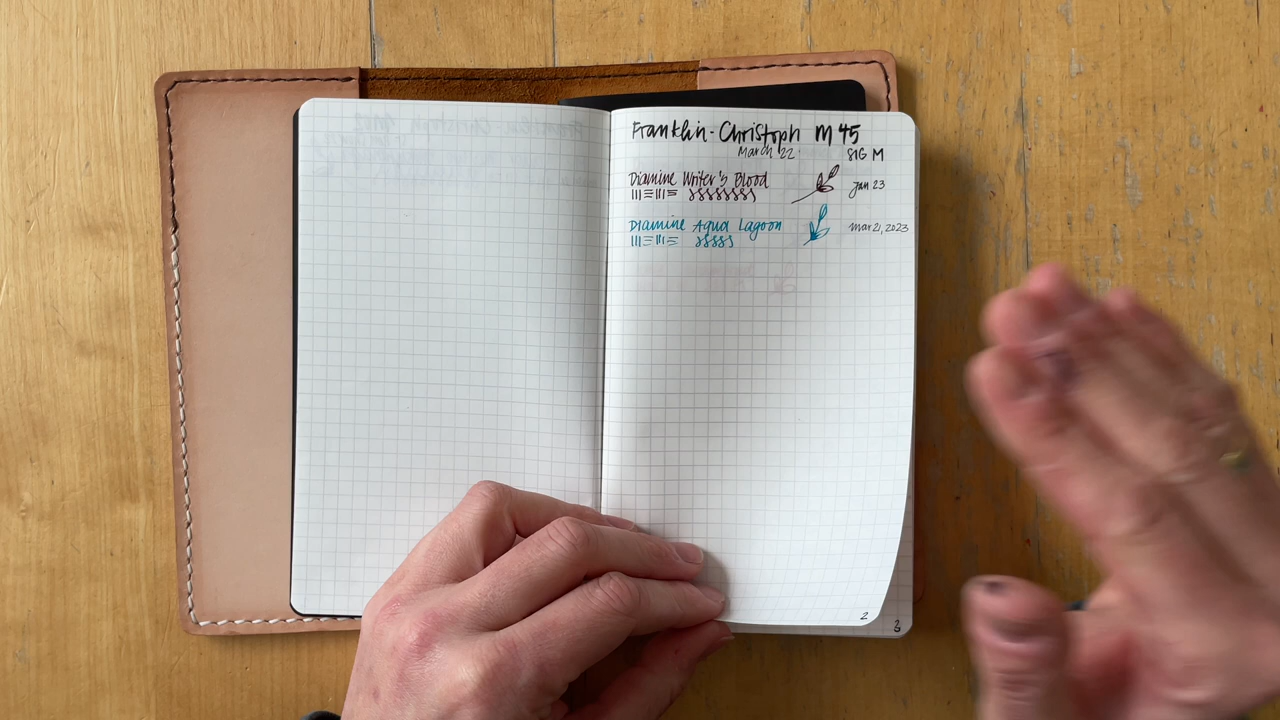 Franklin-Christoph M 45
March 22 SIG M
Diamine Writer's Blood Jan 23
Diamine Aqua Lagoon Mar 21, 2023
2
3